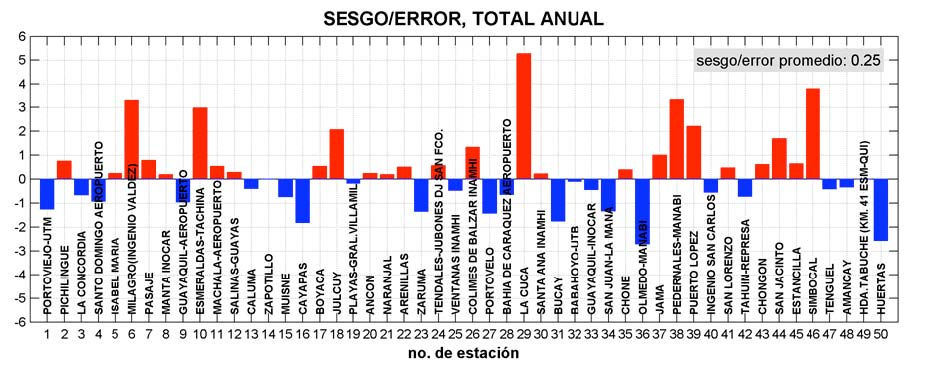 SESGO/ERROR, TOTAL ANUAL
sesgo/error promedio: 0.25
6
5
4
3
2
1
0
-1
-2
-3
-4
-5
-6
PORTOVIEJO-UTM
PICHILINGUE
LA CONCORDIA
SANTO DOMINGO AEROPUERTO
ISABEL MARIA
MILAGRO(INGENIO VALDEZ)
PASAJE
MANTA INOCAR
GUAYAQUIL-AEROPUERTO
ESMERALDAS-TACHINA
MACHALA-AEROPUERTO
SALINAS-GUAYAS
CALUMA
ZAPOTILLO
MUISNE
CAYAPAS
BOYACA
JULCUY
PLAYAS-GRAL.VILLAMIL
ANCON
NARANJAL
ARENILLAS
ZARUMA
TENDALES-JUBONES DJ SAN FCO.
VENTANAS INAMHI
COLIMES DE BALZAR INAMHI
PORTOVELO
BAHIA DE CARAQUEZ AEROPUERTO
LA CUCA
SANTA ANA INAMHI
BUCAY
BABAHOYO-UTB
GUAYAQUIL-INOCAR
SAN JUAN-LA MANA
CHONE
OLMEDO-MANABI
JAMA
PEDERNALES-MANABI
PUERTO LOPEZ
INGENIO SAN CARLOS
SAN LORENZO
TAHUIN-REPRESA
CHONGON
SAN JACINTO
ESTANCILLA
SIMBOCAL
TENGUEL
AMANCAY
HDA.TABUCHE (KM. 41 ESM-QUI)
HUERTAS
1 2 3 4 5 6 7 8 9 10 11 12 13 14 15 16 17 18 19 20 21 22 23 24 25 26 27 28 29 30 31 32 33 34 35 36 37 38 39 40 41 42 43 44 45 46 47 48 49 50
no. de estación